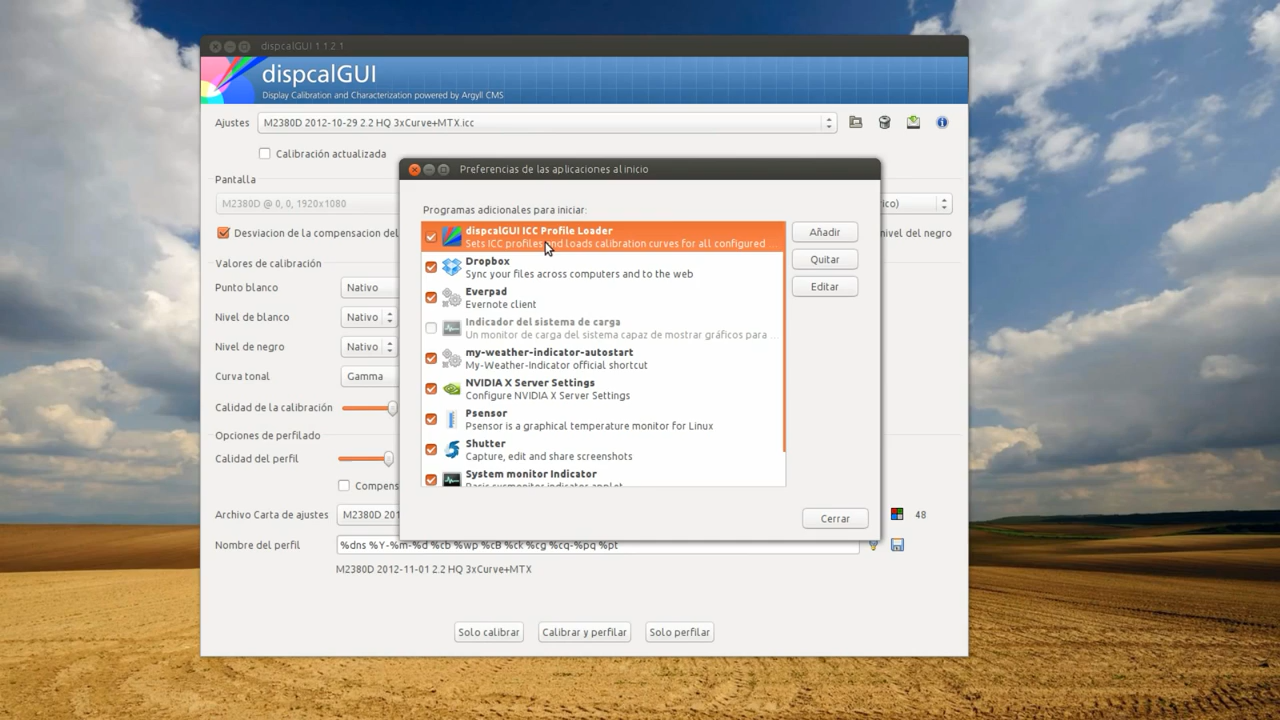 dispcalGUI 1.1.2.1
dispcalGUI
Display Calibration and Characterization powered by Argyll CMS
Ajustes
M2380D 2012-10-29 2.2 HQ 3xCurve+MTX.icc
Calibración actualizada
Pantalla
M2380D @ 0, 0, 1920x1080
ico)
Desviacion de la compensacion del
nivel del negro
Valores de calibración
Punto blanco
Nativo
Nivel de blanco
Nativo
Nivel de negro
Nativo
Curva tonal
Gamma
Calidad de la calibración
Opciones de perfilado
Calidad del perfil
Compens
Archivo Carta de ajustes
M2380D 201
48
Nombre del perfil
%dns %Y-%m-%d %cb %wp %cB %ck %cg %cq-%pq %pt
M2380D 2012-11-01 2.2 HQ 3xCurve+MTX
Solo calibrar
Calibrar y perfilar
Solo perfilar
Preferencias de las aplicaciones al inicio
Programas adicionales para iniciar:
dispcalGUI ICC Profile Loader
Sets ICC profiles and loads calibration curves for all configured ...
Dropbox
Sync your files across computers and to the web
Everpad
Evernote client
Indicador del sistema de carga
Un monitor de carga del sistema capaz de mostrar gráficos para ...
my-weather-indicator-autostart
My-Weather-Indicator official shortcut
NVIDIA X Server Settings
Configure NVIDIA X Server Settings
Psensor
Psensor is a graphical temperature monitor for Linux
Shutter
Capture, edit and share screenshots
System monitor Indicator
Basic sysmonitor indicator applet
Añadir
Quitar
Editar
Cerrar